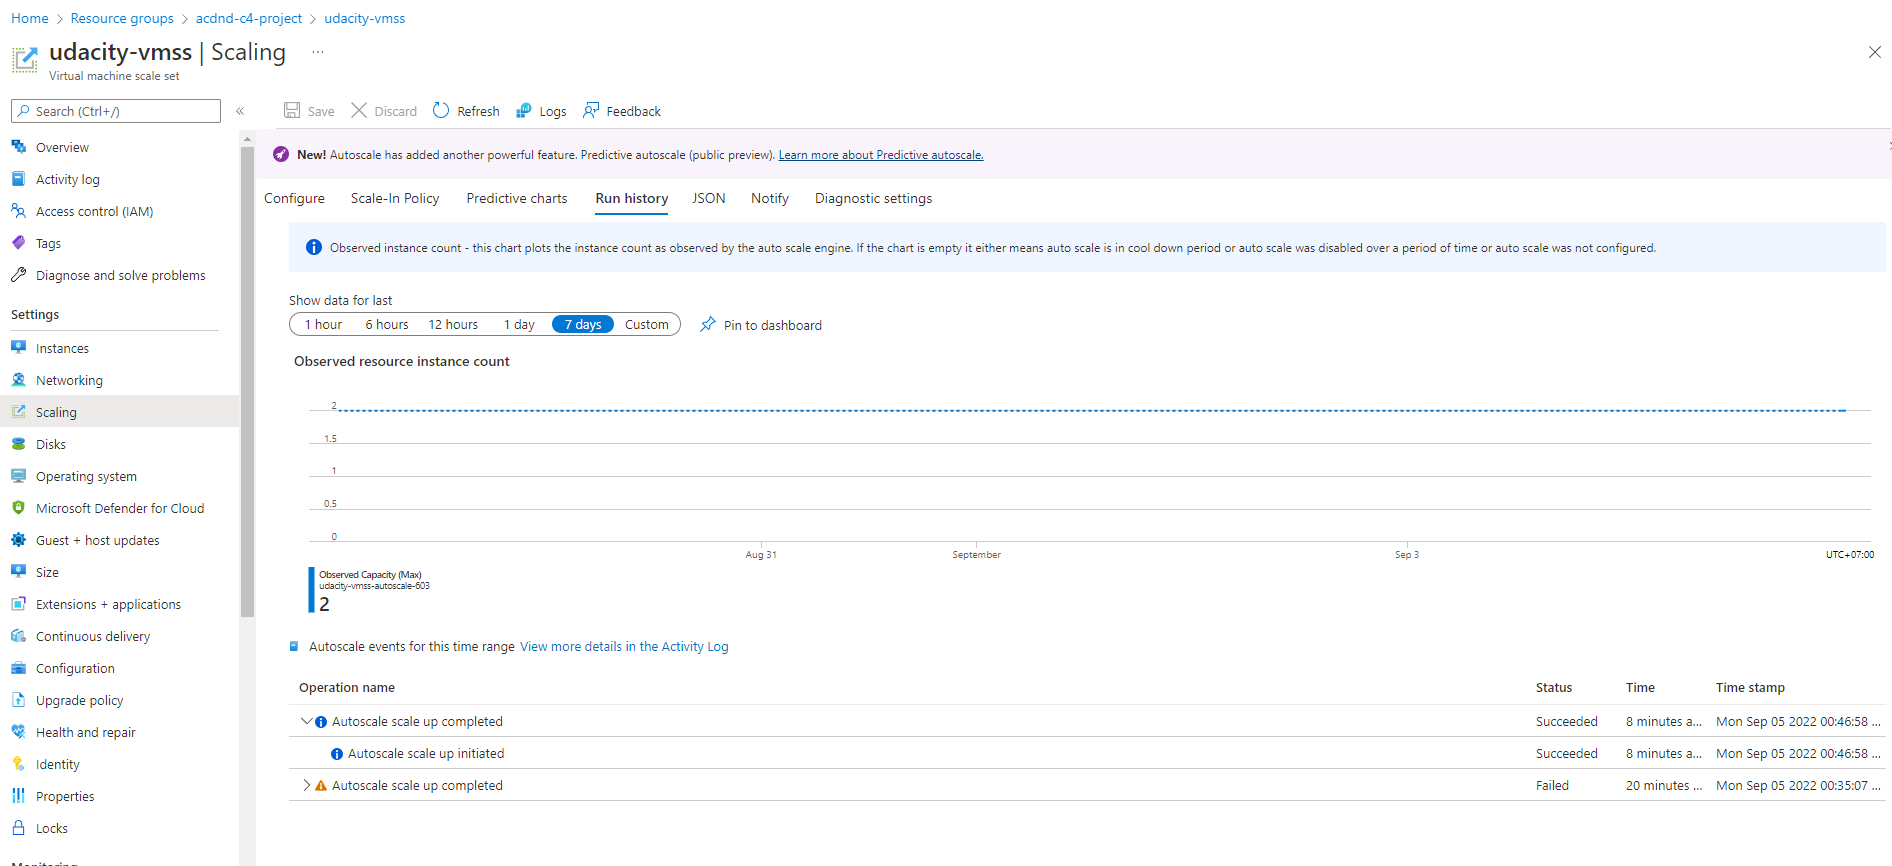 Home > Resource groups > acdnd-c4-project > udacity-vmss
udacity-vmss | Scaling ...
Virtual machine scale set
Search (Ctrl+/) «
Save Discard Refresh Logs Feedback
New! Autoscale has added another powerful feature. Predictive autoscale (public preview). Learn more about Predictive autoscale.
Configure Scale-In Policy Predictive charts Run history JSON Notify Diagnostic settings
Observed instance count - this chart plots the instance count as observed by the auto scale engine. If the chart is empty it either means auto scale is in cool down period or auto scale was disabled over a period of time or auto scale was not configured.
Overview
Activity log
Access control (IAM)
Tags
Diagnose and solve problems
Settings
Instances
Networking
Scaling
Disks
Operating system
Microsoft Defender for Cloud
Guest + host updates
Size
Extensions + applications
Continuous delivery
Configuration
Upgrade policy
Health and repair
Identity
Properties
Locks
Monitoring
Show data for last
1 hour 6 hours 12 hours 1 day 7 days Custom Pin to dashboard
Observed resource instance count
2
1.5
1
0.5
0
Aug 31 September Sep 3 UTC+07:00
Observed Capacity (Max)
udacity-vmss-autoscale-603
2
Autoscale events for this time range View more details in the Activity Log
Operation name Status Time Time stamp
Autoscale scale up completed Succeeded 8 minutes a... Mon Sep 05 2022 00:46:58 ...
Autoscale scale up initiated Succeeded 8 minutes a... Mon Sep 05 2022 00:46:58 ...
Autoscale scale up completed Failed 20 minutes ... Mon Sep 05 2022 00:35:07 ...